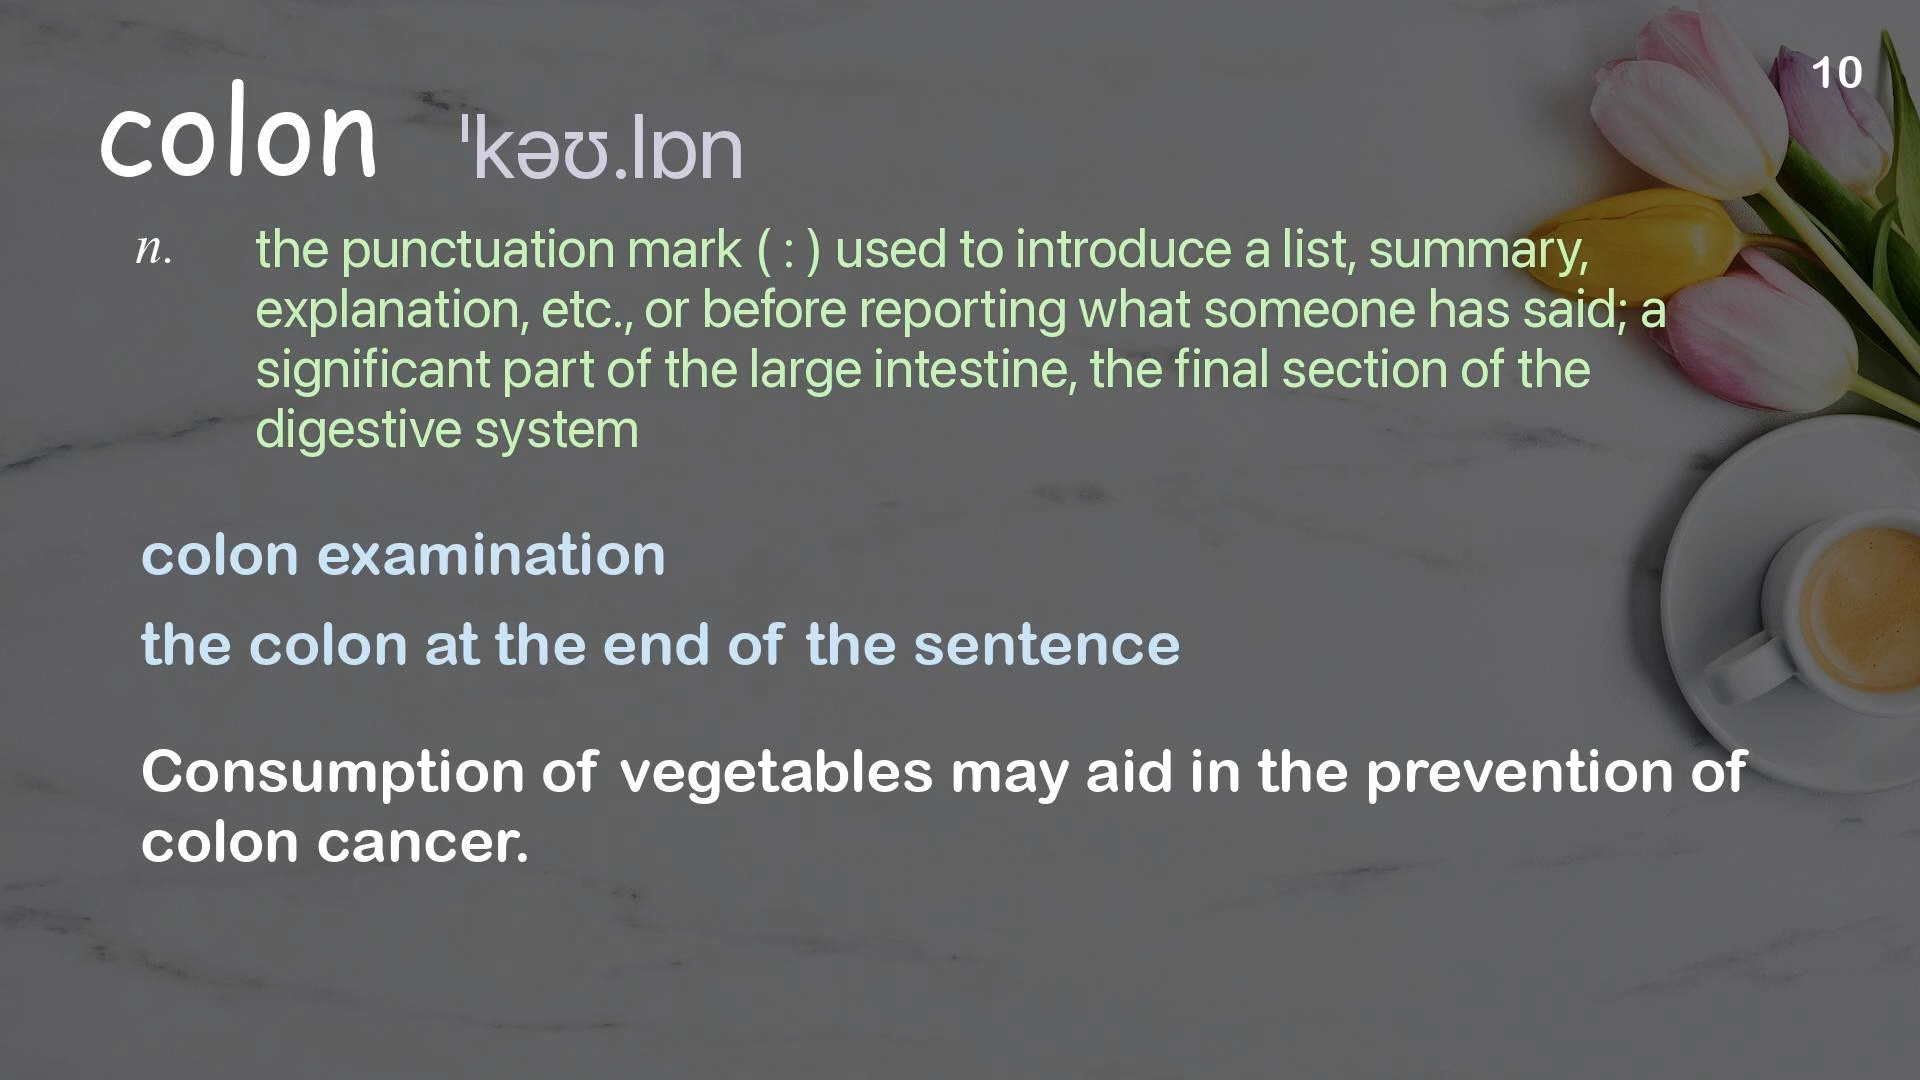 10
colon ˈkəʊ.lɒn
n. the punctuation mark ( : ) used to introduce a list, summary,
explanation, etc., or before reporting what someone has said; a
significant part of the large intestine, the final section of the
digestive system
colon examination
the colon at the end of the sentence
Consumption of vegetables may aid in the prevention of
colon cancer.